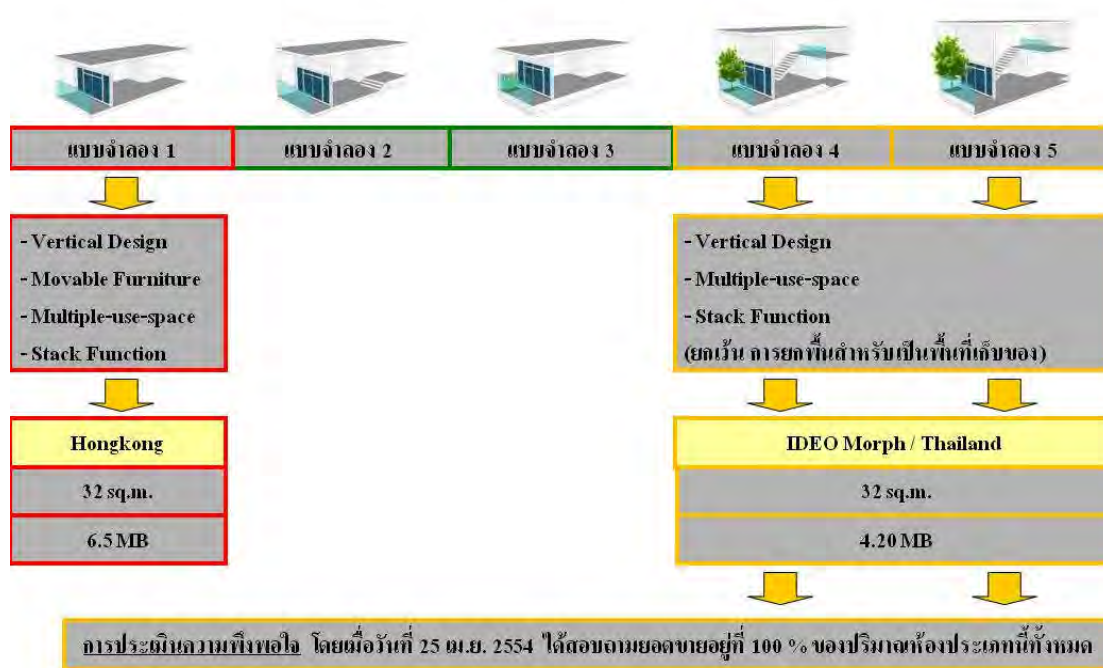 แบบจำลอง 1
แบบจำลอง 2
แบบจำลอง 3
แบบจำลอง 4
แบบจำลอง 5
- Vertical Design
- Movable Furniture
- Multiple-use-space
- Stack Function
- Vertical Design
- Multiple-use-space
- Stack Function
(ยกเว้น การยกพื้นสำหรับเป็นพื้นที่เก็บของ)
Hongkong
32 sq.m.
6.5 MB
IDEO Morph / Thailand
32 sq.m.
4.20 MB
การประเมินความพึงพอใจ โดยเมื่อวันที่ 25 เม.ย. 2554 ได้สอบถามยอดขายอยู่ที่ 100 % ของปริมาณห้องประเภทนี้ทั้งหมด